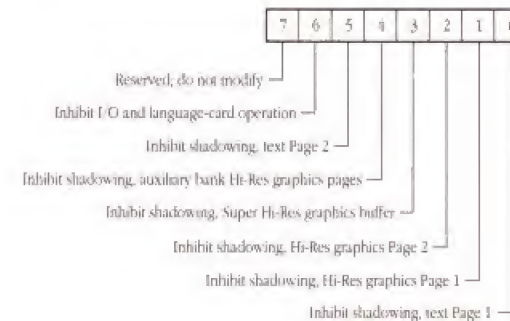 7 6 5 4 3 2 1
Reserved; do not modify
Inhibit I/O and language-card operation
Inhibit shadowing, text Page 2
Inhibit shadowing, auxiliary bank Hi-Res graphics pages
Inhibit shadowing, Super Hi-Res graphics buffer
Inhibit shadowing, Hi-Res graphics Page 2
Inhibit shadowing, Hi-Res graphics Page 1
Inhibit shadowing, text Page 1